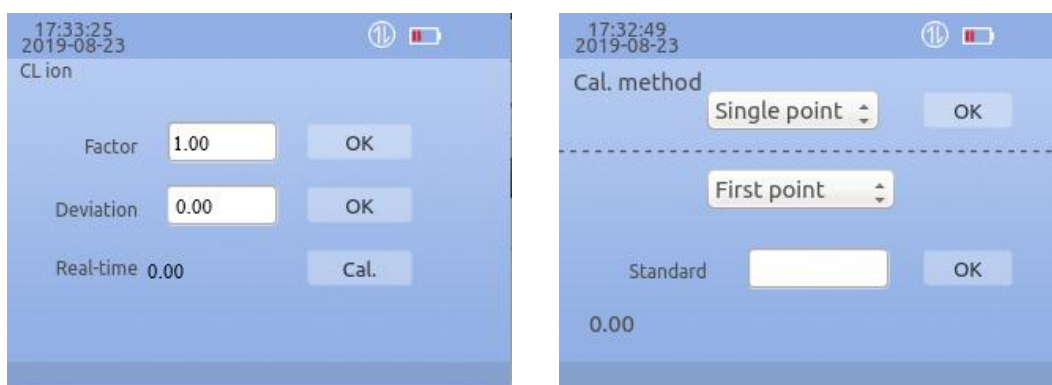 17:33:25
2019-08-23
CL ion
Factor 1.00 OK
Deviation 0.00 OK
Real-time 0.00 Cal.
17:32:49
2019-08-23
Cal. method
Single point OK
First point
Standard OK
0.00